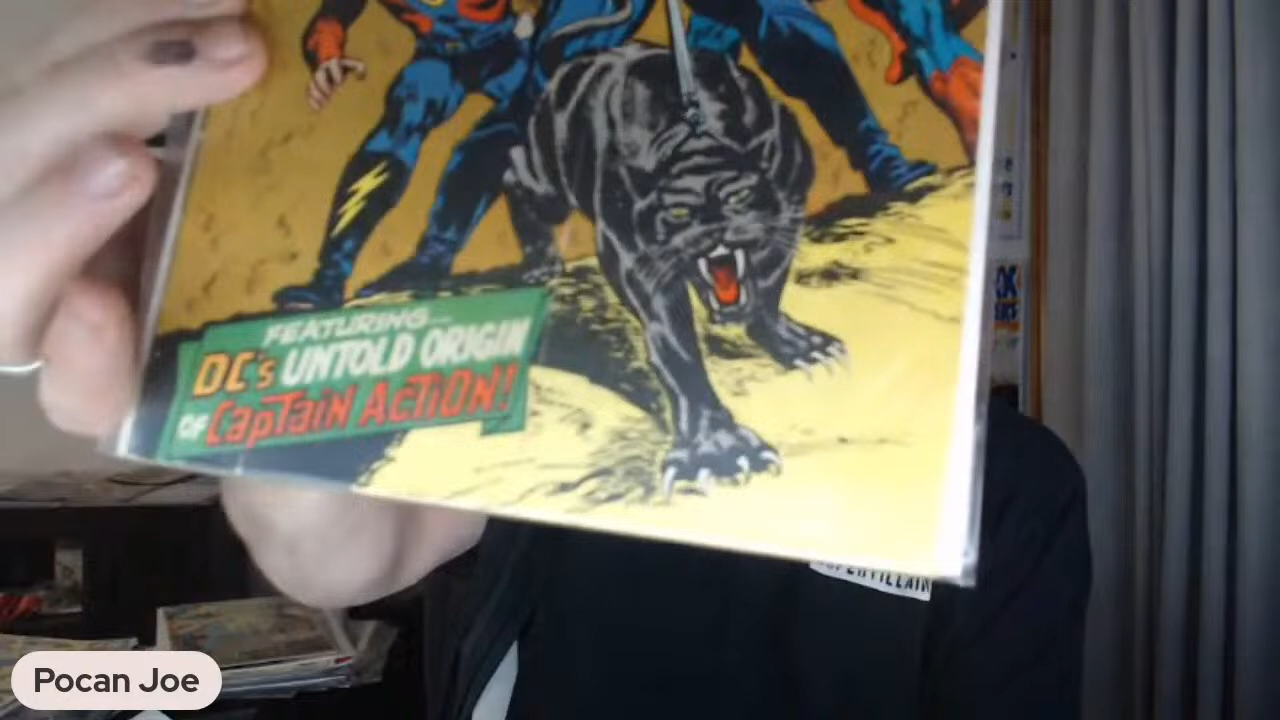 FEATURING...
DC's UNTOLD ORIGIN
OF CAPTAIN ACTION!
Pocan Joe